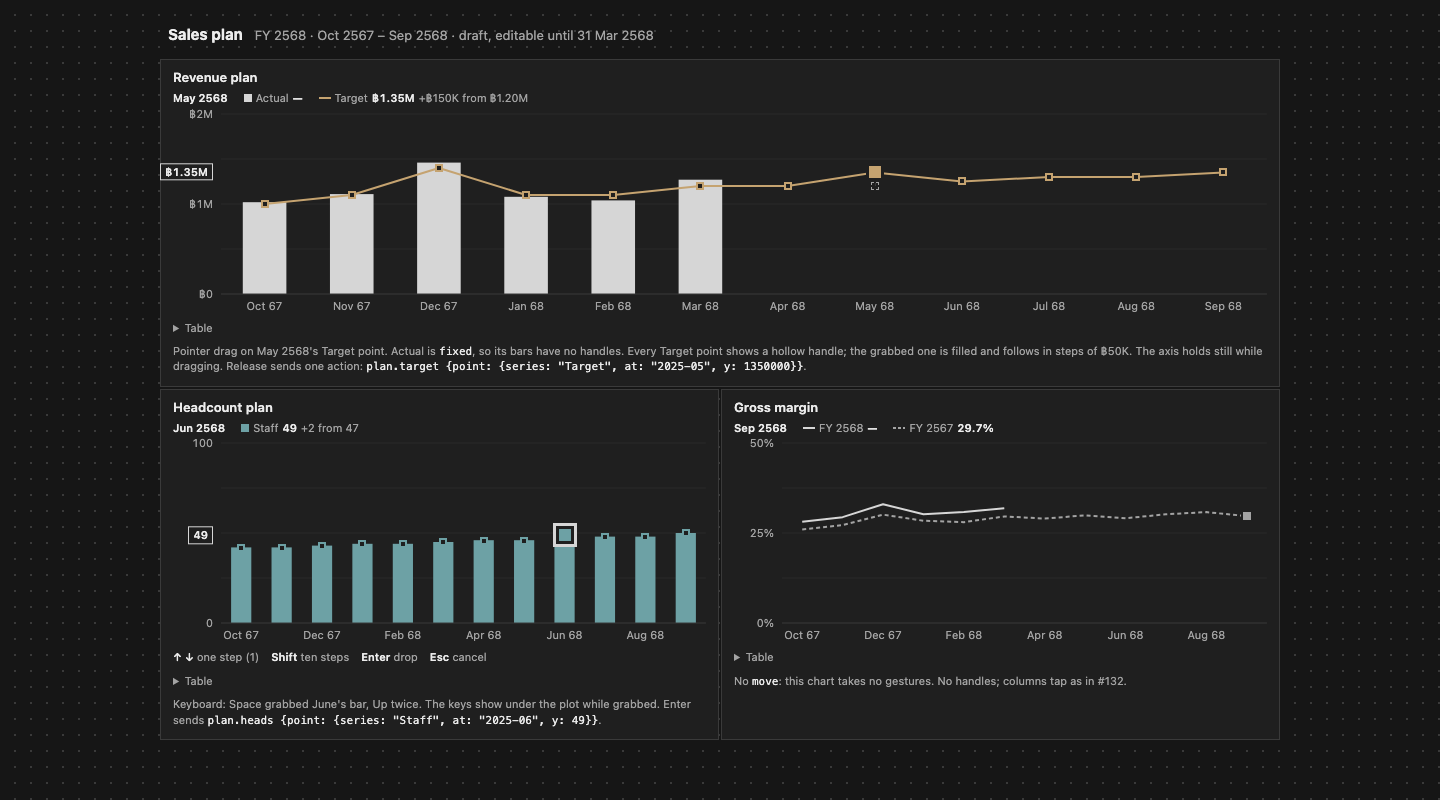 Sales plan FY 2568 · Oct 2567 – Sep 2568 · draft, editable until 31 Mar 2568
Revenue plan
May 2568 Actual — Target ฿1.35M +฿150K from ฿1.20M
฿2M
฿1.35M
฿1M
฿0
Oct 67 Nov 67 Dec 67 Jan 68 Feb 68 Mar 68 Apr 68 May 68 Jun 68 Jul 68 Aug 68 Sep 68
Table
Pointer drag on May 2568's Target point. Actual is fixed, so its bars have no handles. Every Target point shows a hollow handle; the grabbed one is filled and follows in steps of ฿50K. The axis holds still while
dragging. Release sends one action: plan.target {point: {series: "Target", at: "2025-05", y: 1350000}}.
Headcount plan
Jun 2568 Staff 49 +2 from 47
100
49
0
Oct 67 Dec 67 Feb 68 Apr 68 Jun 68 Aug 68
↑ ↓ one step (1) Shift ten steps Enter drop Esc cancel
Table
Keyboard: Space grabbed June's bar, Up twice. The keys show under the plot while grabbed. Enter
sends plan.heads {point: {series: "Staff", at: "2025-06", y: 49}}.
Gross margin
Sep 2568 FY 2568 — FY 2567 29.7%
50%
25%
0%
Oct 67 Dec 67 Feb 68 Apr 68 Jun 68 Aug 68
Table
No move: this chart takes no gestures. No handles; columns tap as in #132.